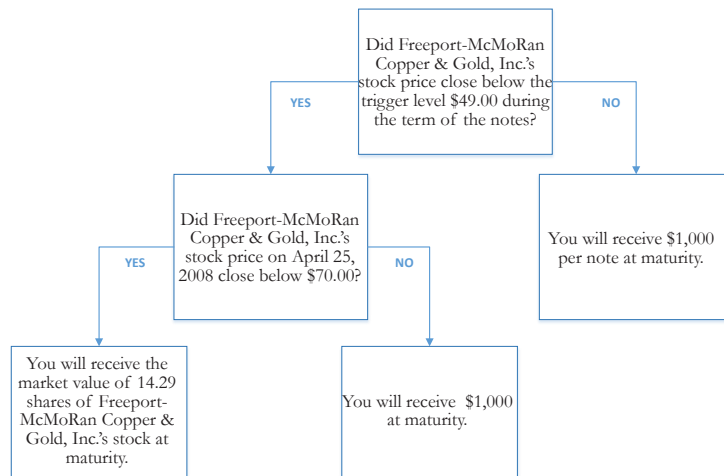 Did Freeport-McMoRan
Copper & Gold, Inc.'s
stock price close below the
trigger level $49.00 during
the term of the notes?
YES
NO
Did Freeport-McMoRan
Copper & Gold, Inc.'s
stock price on April 25,
2008 close below $70.00?
You will receive $1,000
per note at maturity.
YES
NO
You will receive the
market value of 14.29
shares of Freeport-
McMoRan Copper &
Gold, Inc.'s stock at
maturity.
You will receive $1,000
at maturity.